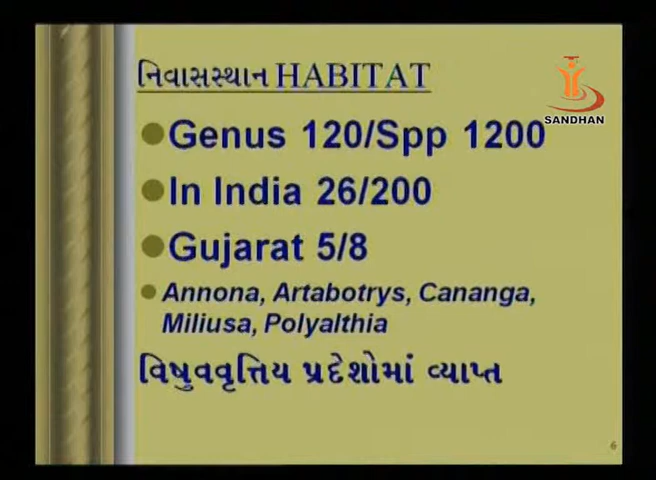 નિવાસસ્થાન HABITAT
SANDHAN
Genus 120/Spp 1200
In India 26/200
Gujarat 5/8
Annona, Artabotrys, Cananga,
Miliusa, Polyalthia
વિષુવવૃત્તિય પ્રદેશોમાં વ્યાપ્ત
6